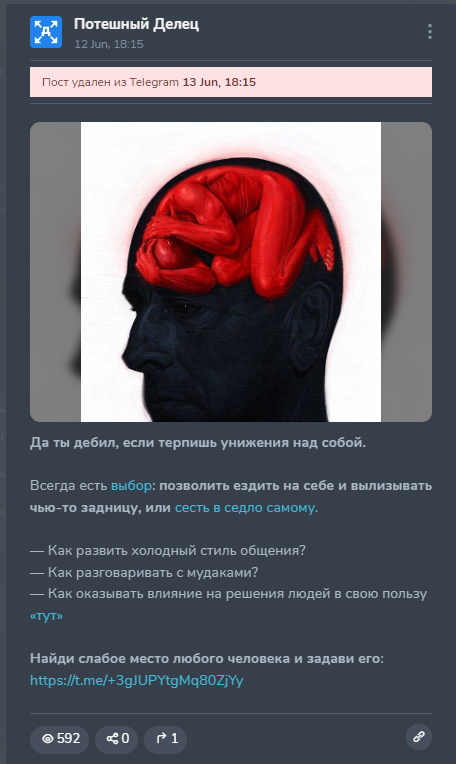 Потешный Делец
12 Jun, 18:15
Пост удален из Telegram 13 Jun, 18:15
Да ты дебил, если терпишь унижения над собой.
Всегда есть выбор: позволить ездить на себе и вылизывать
чью-то задницу, или сесть в седло самому.
— Как развить холодный стиль общения?
— Как разговаривать с мудаками?
— Как оказывать влияние на решения людей в свою пользу
«тут»
Найди слабое место любого человека и задави его:
https://t.me/+3gJUPYtgMq80ZjYy
592 0 1